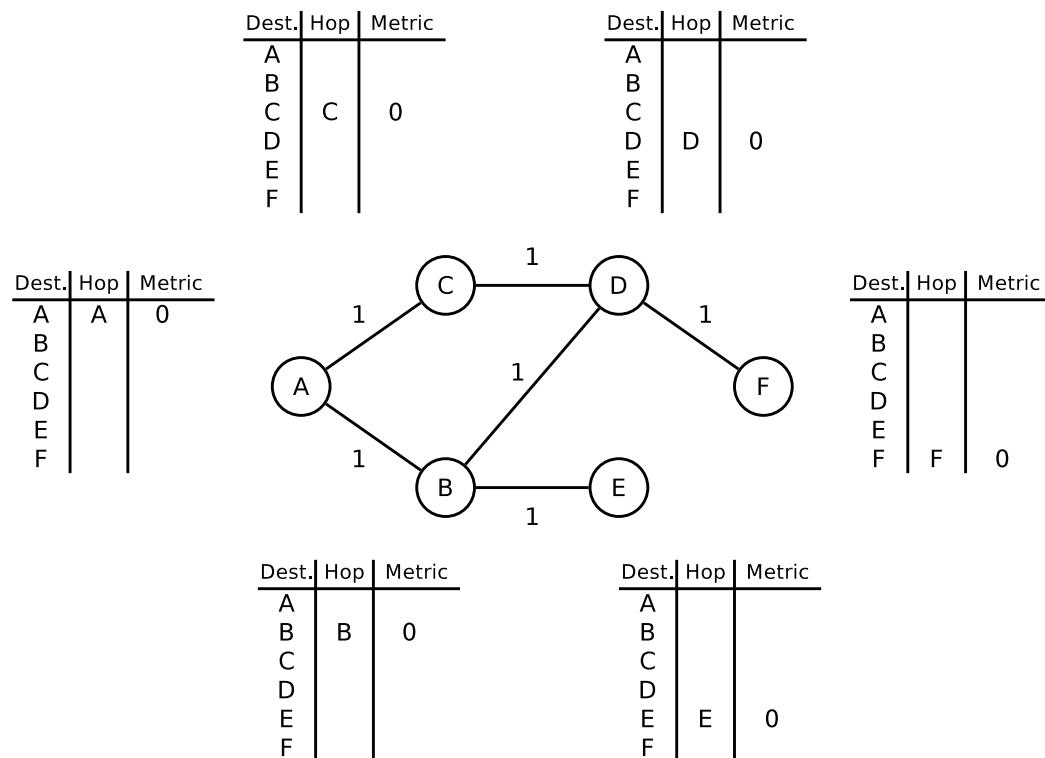 Dest. Hop Metric
A
B
C C 0
D
E
F
Dest. Hop Metric
A
B
C
D D 0
E
F
Dest. Hop Metric
A A 0
B
C
D
E
F
C 1 D
1 1
A 1 F
1
B 1 E
Dest. Hop Metric
A
B
C
D
E
F F 0
Dest. Hop Metric
A
B B 0
C
D
E
F
Dest. Hop Metric
A
B
C
D
E E 0
F